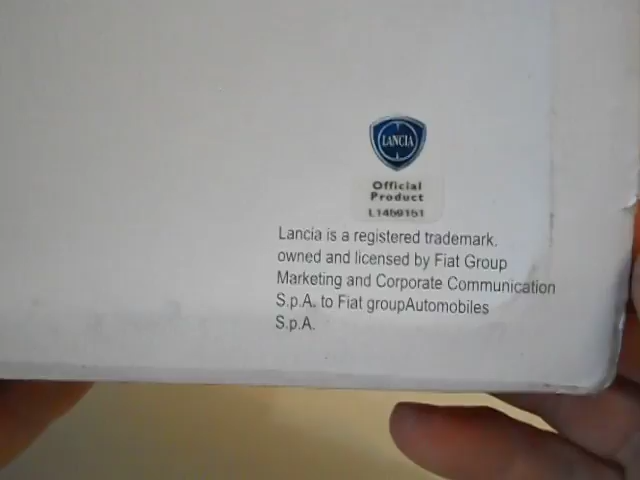 LANCIA
Official
Product
L1459151
Lancia is a registered trademark.
owned and licensed by Fiat Group
Marketing and Corporate Communication
S.p.A. to Fiat groupAutomobiles
S.p.A.